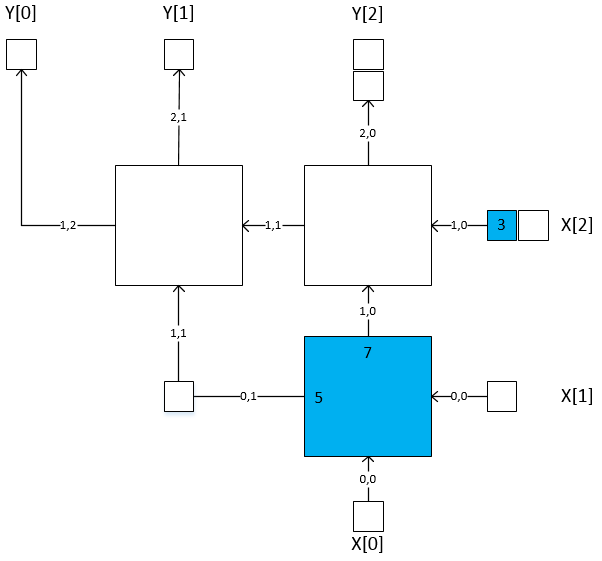 Y[0] Y[1] Y[2]
2,1
2,0
1,2 1,1 1,0 3 X[2]
1,0
1,1
7
0,1 5 0,0 X[1]
0,0
X[0]